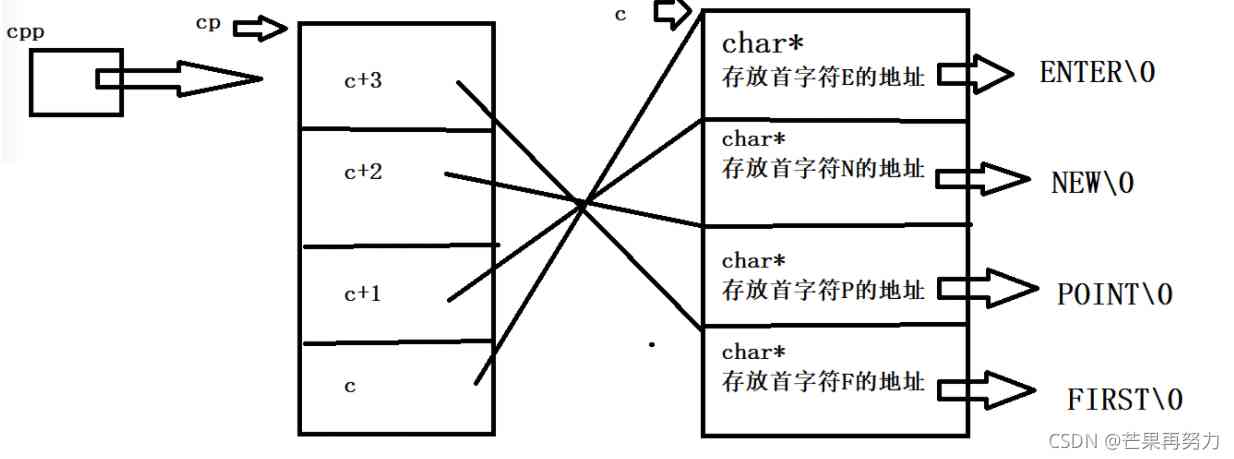 cpp
cp
c+3
c+2
c+1
c
c
char*
存放首字符E的地址
ENTER\0
char*
存放首字符N的地址
NEW\0
char*
存放首字符P的地址
POINT\0
char*
存放首字符F的地址
FIRST\0
CSDN @芒果再努力